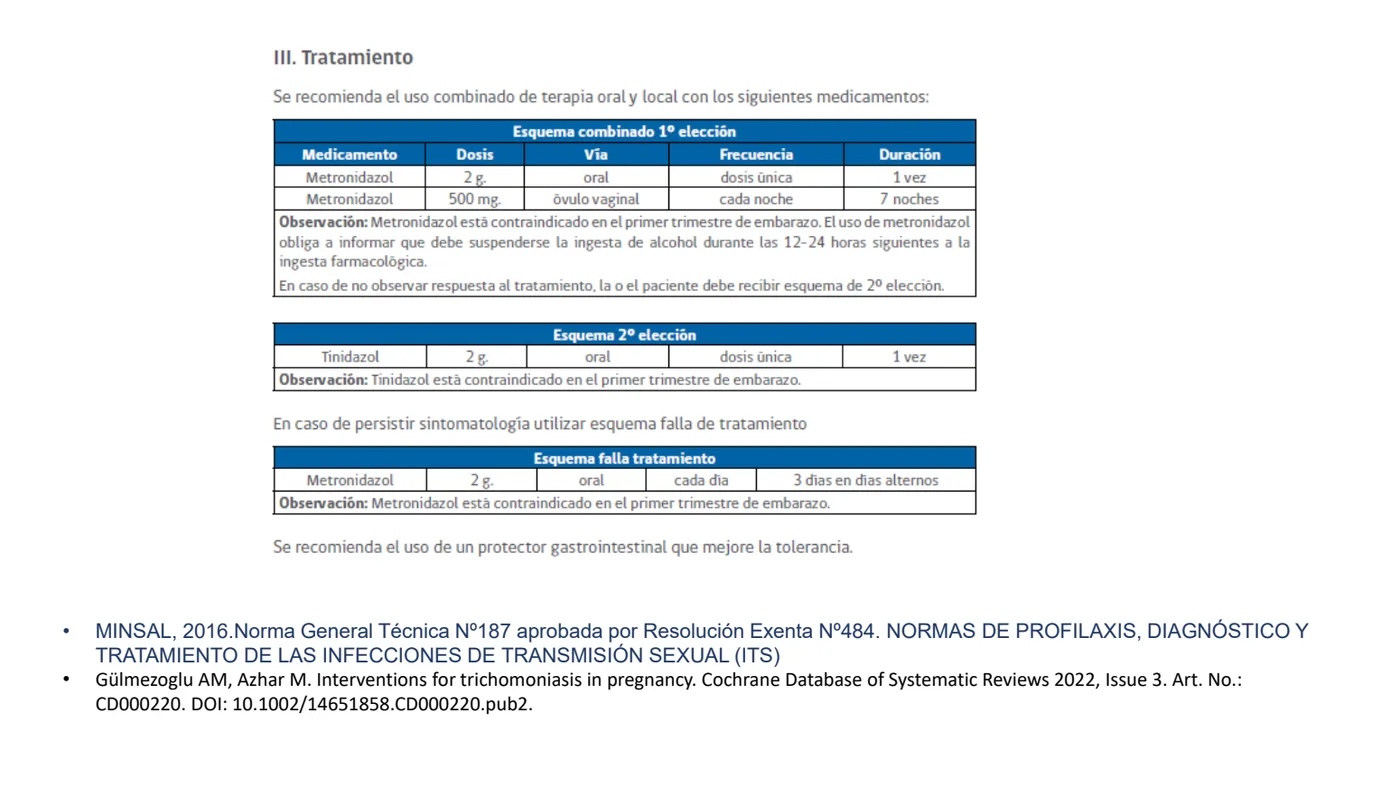 III. Tratamiento
Se recomienda el uso combinado de terapia oral y local con los siguientes medicamentos:
Esquema combinado 1º elección
Medicamento Dosis Vía Frecuencia Duración
Metronidazol 2 g. oral dosis única 1 vez
Metronidazol 500 mg. óvulo vaginal cada noche 7 noches
Observación: Metronidazol está contraindicado en el primer trimestre de embarazo. El uso de metronidazol
obliga a informar que debe suspenderse la ingesta de alcohol durante las 12-24 horas siguientes a la
ingesta farmacológica.
En caso de no observar respuesta al tratamiento, la o el paciente debe recibir esquema de 2º elección.
Esquema 2º elección
Tinidazol 2 g. oral dosis única 1 vez
Observación: Tinidazol está contraindicado en el primer trimestre de embarazo.
En caso de persistir sintomatología utilizar esquema falla de tratamiento
Esquema falla tratamiento
Metronidazol 2 g. oral cada día 3 días en días alternos
Observación: Metronidazol está contraindicado en el primer trimestre de embarazo.
Se recomienda el uso de un protector gastrointestinal que mejore la tolerancia.
• MINSAL, 2016.Norma General Técnica Nº187 aprobada por Resolución Exenta Nº484. NORMAS DE PROFILAXIS, DIAGNÓSTICO Y
TRATAMIENTO DE LAS INFECCIONES DE TRANSMISIÓN SEXUAL (ITS)
• Gülmezoglu AM, Azhar M. Interventions for trichomoniasis in pregnancy. Cochrane Database of Systematic Reviews 2022, Issue 3. Art. No.:
CD000220. DOI: 10.1002/14651858.CD000220.pub2.